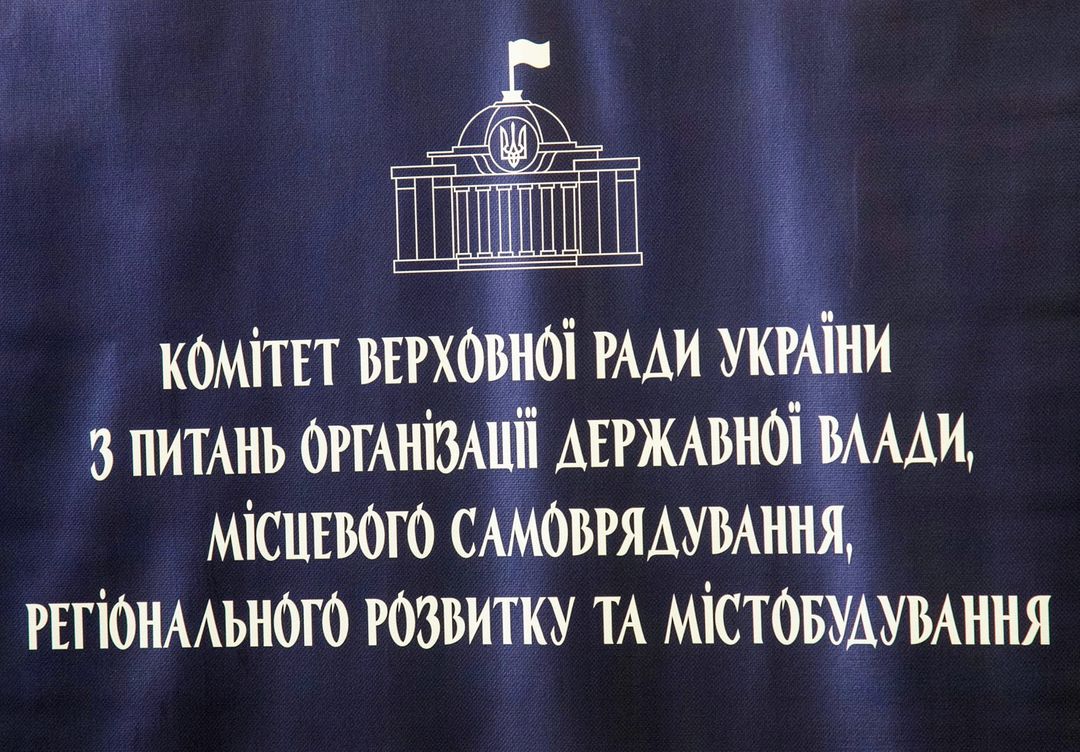 КОМІТЕТ ВЕРХОВНОЇ РАДИ УКРАЇНИ
З ПИТАНЬ ОРГАНІЗАЦІЇ ДЕРЖАВНОЇ ВЛАДИ,
МІСЦЕВОГО САМОВРЯДУВАННЯ,
РЕГІОНАЛЬНОГО РОЗВИТКУ ТА МІСТОБУДУВАННЯ